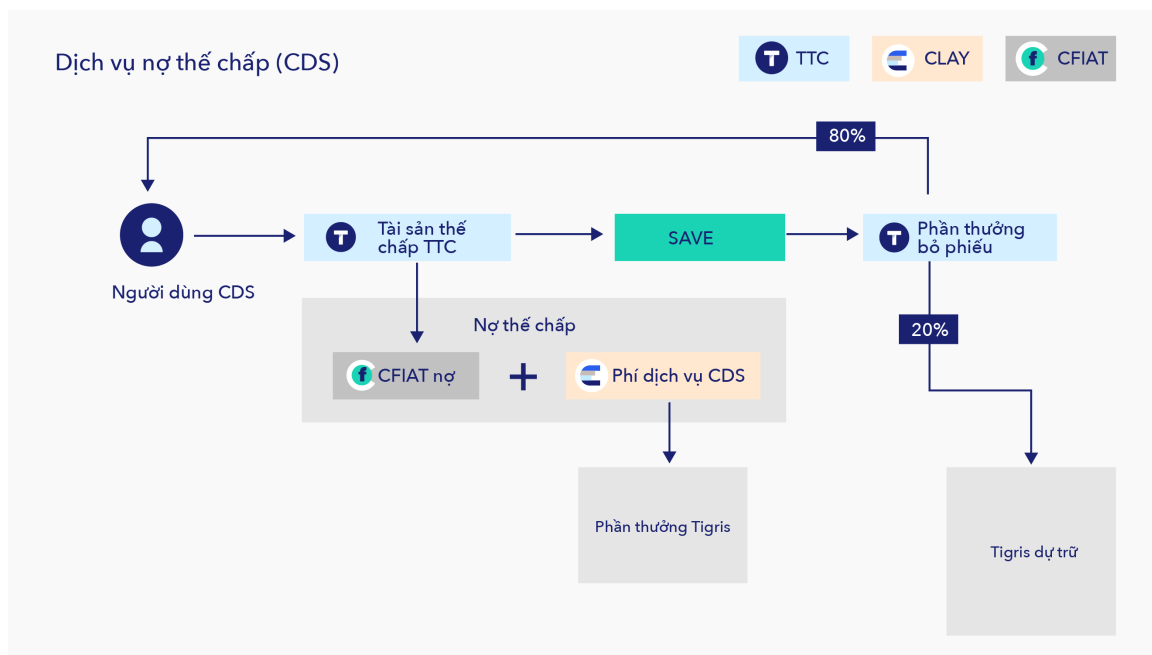 Dịch vụ nợ thế chấp (CDS)
TTC
CLAY
CFIAT
80%
Người dùng CDS
Tài sản thế
chấp TTC
SAVE
Phần thưởng
bỏ phiếu
20%
Nợ thế chấp
CFIAT nợ
+
Phí dịch vụ CDS
Phần thưởng Tigris
Tigris dự trữ